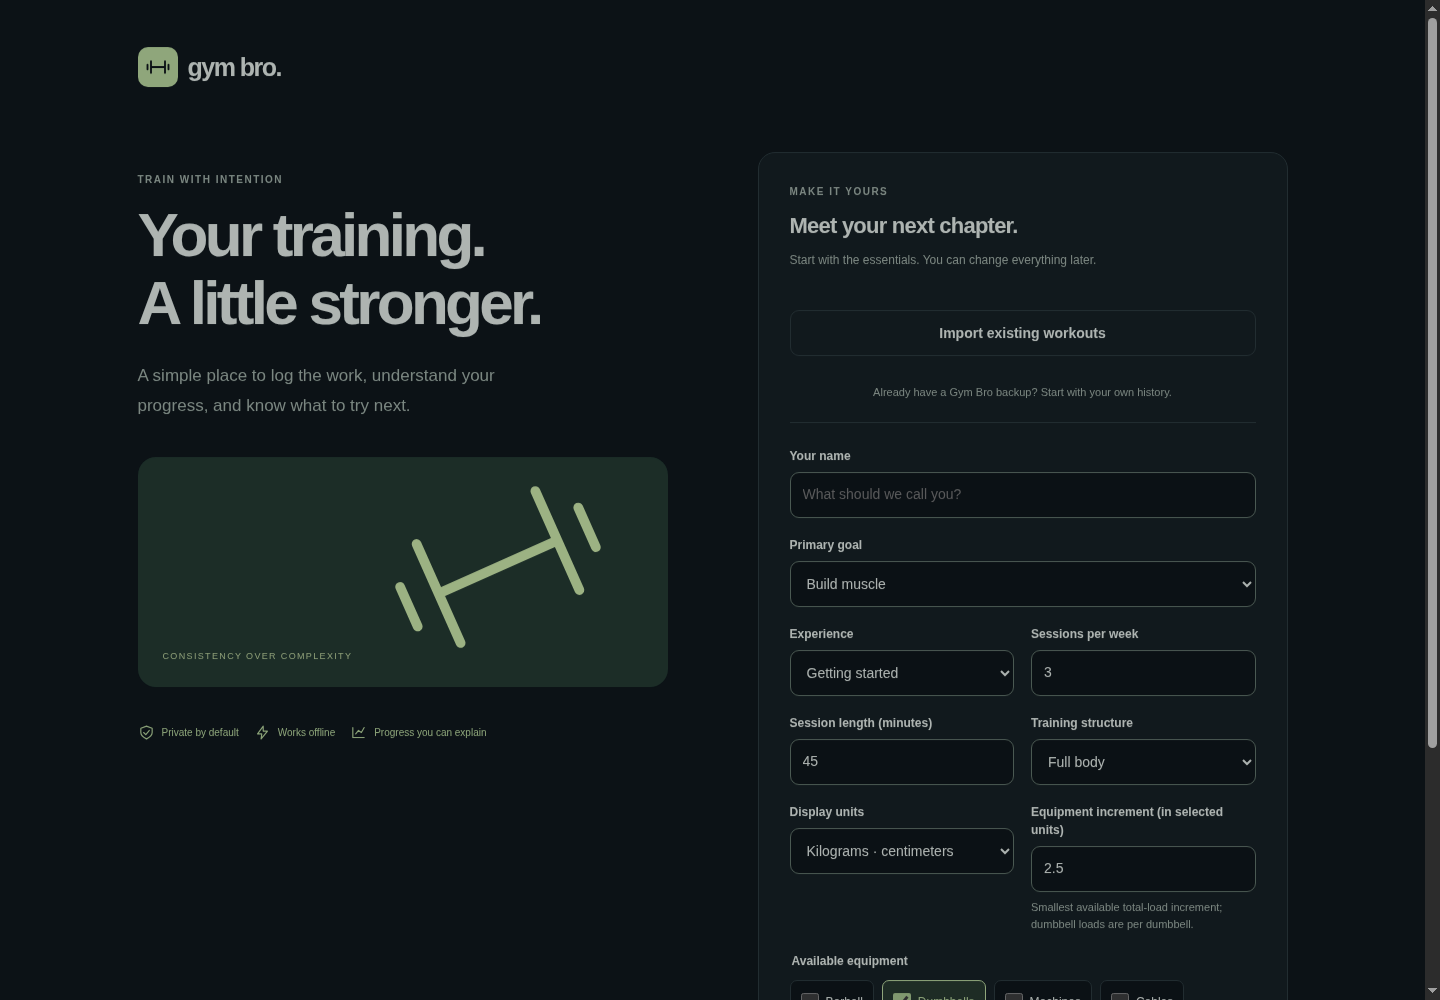 gym bro.
TRAIN WITH INTENTION
Your training.
A little stronger.
A simple place to log the work, understand your
progress, and know what to try next.
CONSISTENCY OVER COMPLEXITY
Private by default
Works offline
Progress you can explain
MAKE IT YOURS
Meet your next chapter.
Start with the essentials. You can change everything later.
Import existing workouts
Already have a Gym Bro backup? Start with your own history.
Your name
What should we call you?
Primary goal
Build muscle
Experience
Sessions per week
Getting started
3
Session length (minutes)
Training structure
45
Full body
Display units
Equipment increment (in selected
units)
Kilograms · centimeters
2.5
Smallest available total-load increment;
dumbbell loads are per dumbbell.
Available equipment
Barbell
Dumbbells
Machines
Cables